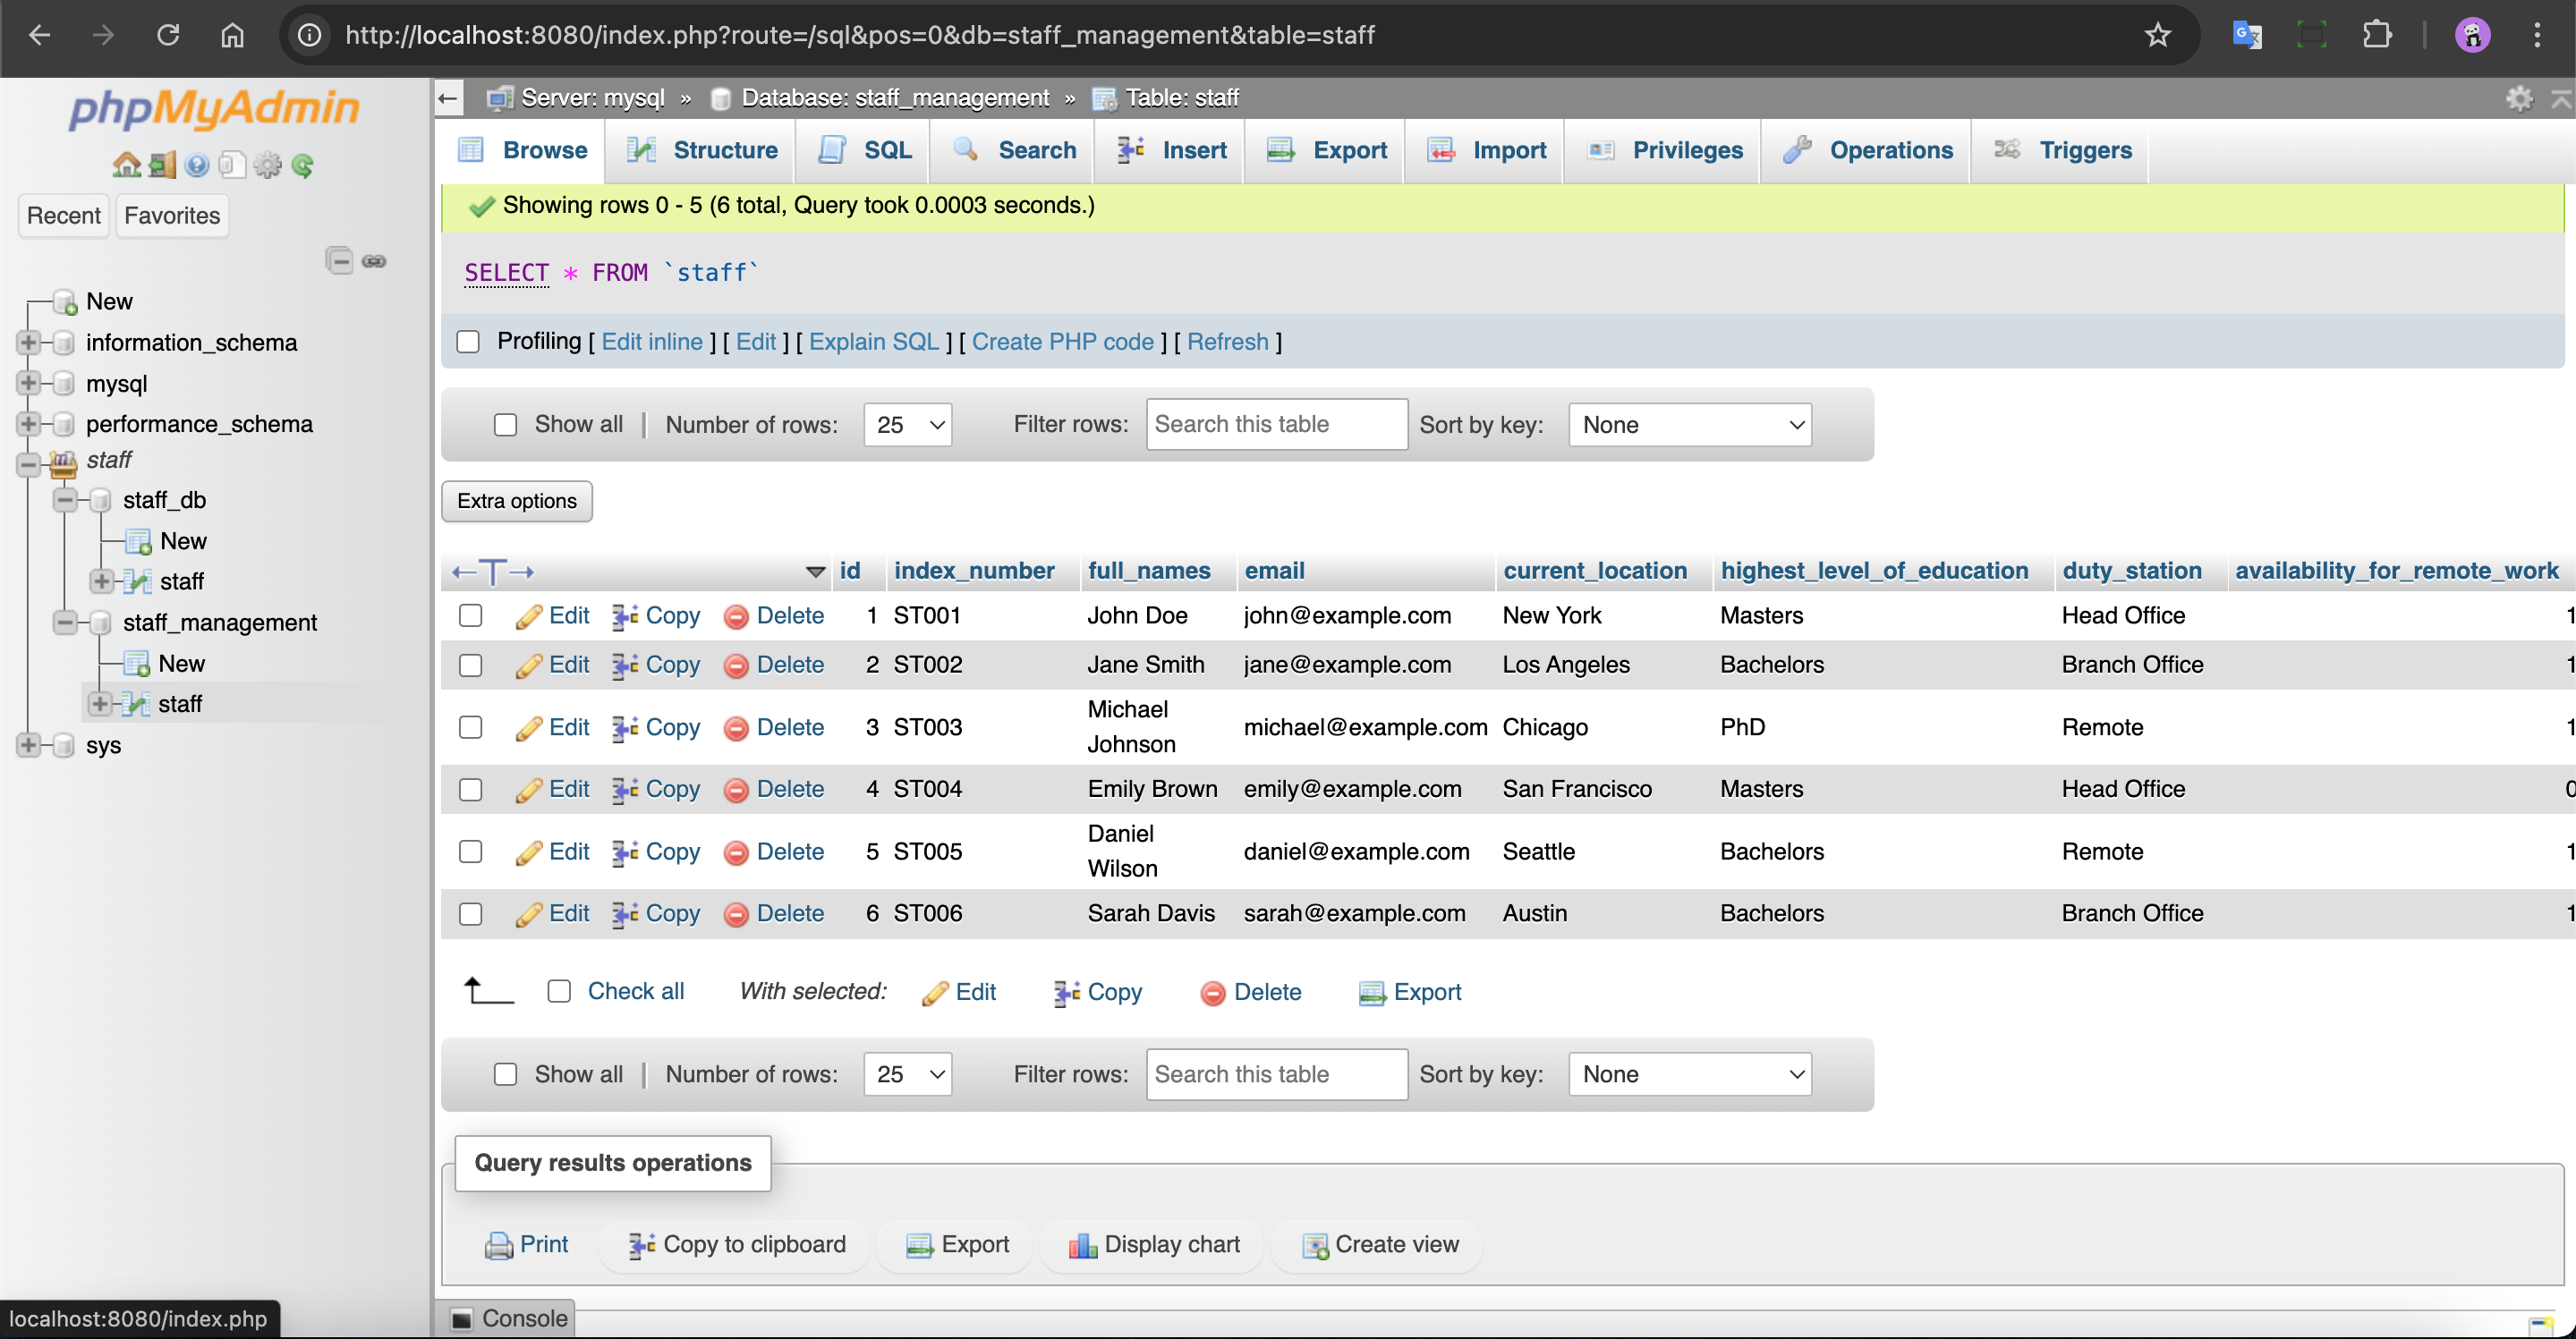 http://localhost:8080/index.php?route=/sql&pos=0&db=staff_management&table=staff
phpMyAdmin
Recent Favorites
New
information_schema
mysql
performance_schema
staff
staff_db
New
staff
staff_management
New
staff
sys
localhost:8080/index.php
Server: mysql » Database: staff_management » Table: staff
Browse Structure SQL Search Insert Export Import Privileges Operations Triggers
Showing rows 0 - 5 (6 total, Query took 0.0003 seconds.)
SELECT * FROM `staff`
Profiling [ Edit inline ] [ Edit ] [ Explain SQL ] [ Create PHP code ] [ Refresh ]
Show all | Number of rows: 25 Filter rows: Search this table Sort by key: None
Extra options
←T→ id index_number full_names email current_location highest_level_of_education duty_station availability_for_remote_work
Edit Copy Delete 1 ST001 John Doe john@example.com New York Masters Head Office 1
Edit Copy Delete 2 ST002 Jane Smith jane@example.com Los Angeles Bachelors Branch Office 1
Edit Copy Delete 3 ST003 Michael Johnson michael@example.com Chicago PhD Remote 1
Edit Copy Delete 4 ST004 Emily Brown emily@example.com San Francisco Masters Head Office 0
Edit Copy Delete 5 ST005 Daniel Wilson daniel@example.com Seattle Bachelors Remote 1
Edit Copy Delete 6 ST006 Sarah Davis sarah@example.com Austin Bachelors Branch Office 1
Check all With selected: Edit Copy Delete Export
Show all | Number of rows: 25 Filter rows: Search this table Sort by key: None
Query results operations
Print Copy to clipboard Export Display chart Create view
Console